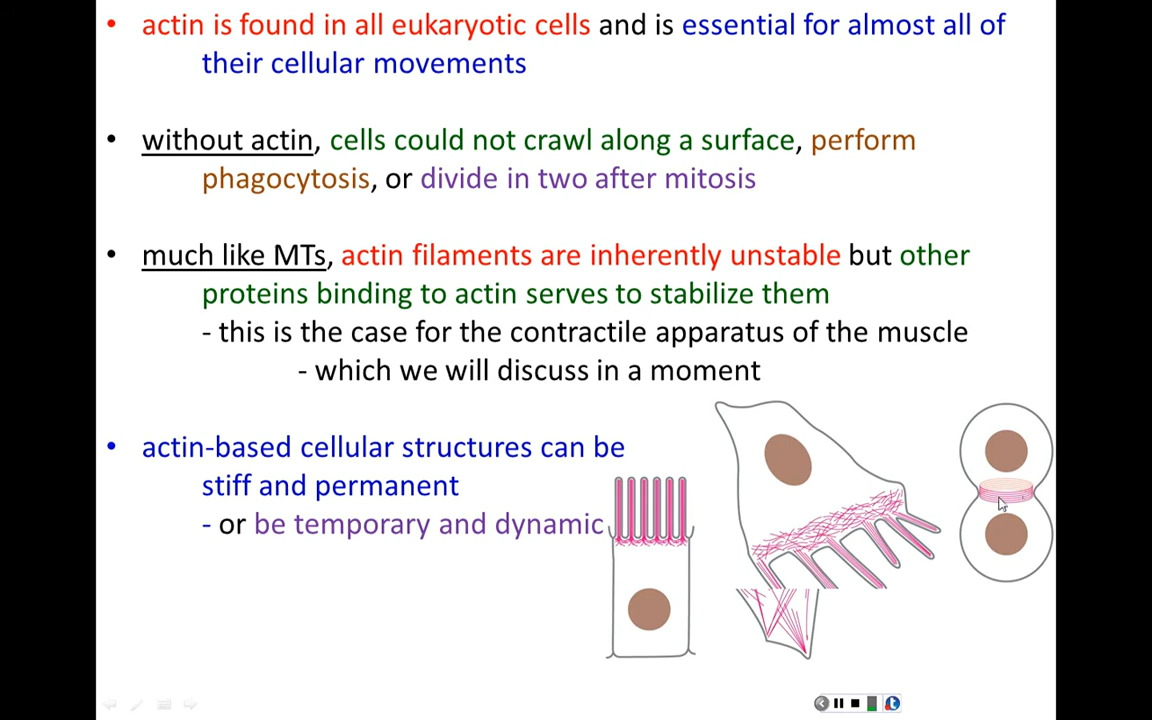 • actin is found in all eukaryotic cells and is essential for almost all of
their cellular movements
• without actin, cells could not crawl along a surface, perform
phagocytosis, or divide in two after mitosis
• much like MTs, actin filaments are inherently unstable but other
proteins binding to actin serves to stabilize them
- this is the case for the contractile apparatus of the muscle
- which we will discuss in a moment
• actin-based cellular structures can be
stiff and permanent
- or be temporary and dynamic